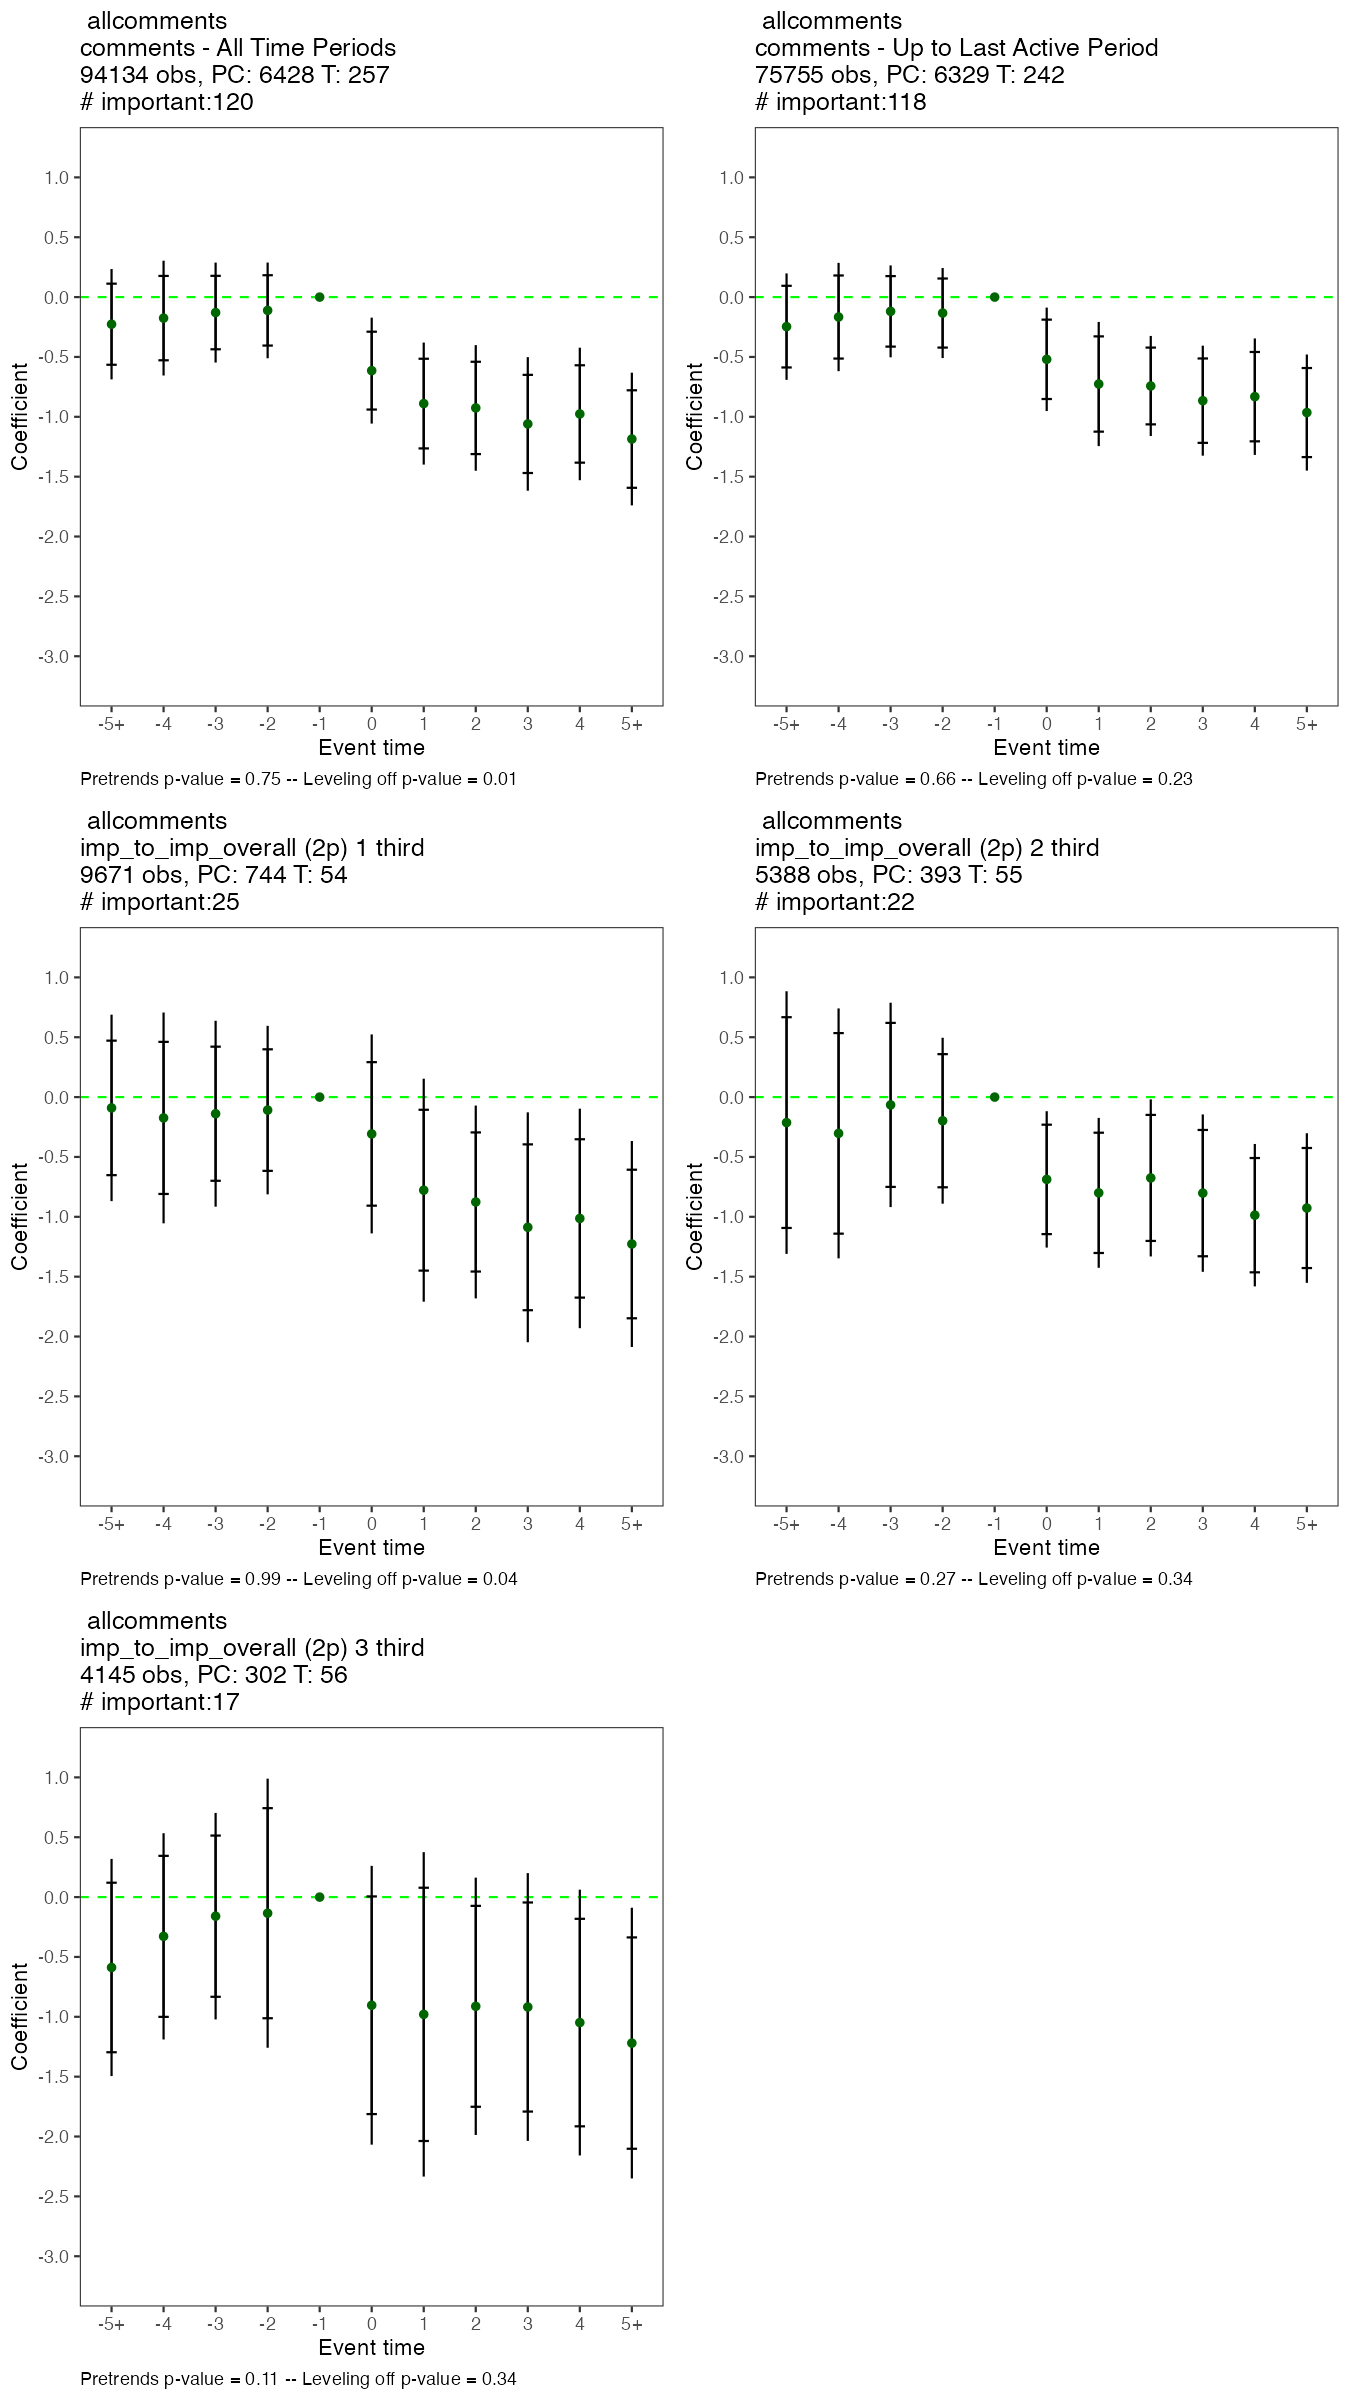 allcomments
comments - All Time Periods
94134 obs, PC: 6428 T: 257
# important:120
1.0
0.5
0.0
-0.5
-1.0
-1.5
-2.0
-2.5
-3.0
Coefficient
-5+ -4 -3 -2 -1 0 1 2 3 4 5+
Event time
Pretrends p-value = 0.75 -- Leveling off p-value = 0.01
allcomments
comments - Up to Last Active Period
75755 obs, PC: 6329 T: 242
# important:118
1.0
0.5
0.0
-0.5
-1.0
-1.5
-2.0
-2.5
-3.0
Coefficient
-5+ -4 -3 -2 -1 0 1 2 3 4 5+
Event time
Pretrends p-value = 0.66 -- Leveling off p-value = 0.23
allcomments
imp_to_imp_overall (2p) 1 third
9671 obs, PC: 744 T: 54
# important:25
1.0
0.5
0.0
-0.5
-1.0
-1.5
-2.0
-2.5
-3.0
Coefficient
-5+ -4 -3 -2 -1 0 1 2 3 4 5+
Event time
Pretrends p-value = 0.99 -- Leveling off p-value = 0.04
allcomments
imp_to_imp_overall (2p) 2 third
5388 obs, PC: 393 T: 55
# important:22
1.0
0.5
0.0
-0.5
-1.0
-1.5
-2.0
-2.5
-3.0
Coefficient
-5+ -4 -3 -2 -1 0 1 2 3 4 5+
Event time
Pretrends p-value = 0.27 -- Leveling off p-value = 0.34
allcomments
imp_to_imp_overall (2p) 3 third
4145 obs, PC: 302 T: 56
# important:17
1.0
0.5
0.0
-0.5
-1.0
-1.5
-2.0
-2.5
-3.0
Coefficient
-5+ -4 -3 -2 -1 0 1 2 3 4 5+
Event time
Pretrends p-value = 0.11 -- Leveling off p-value = 0.34